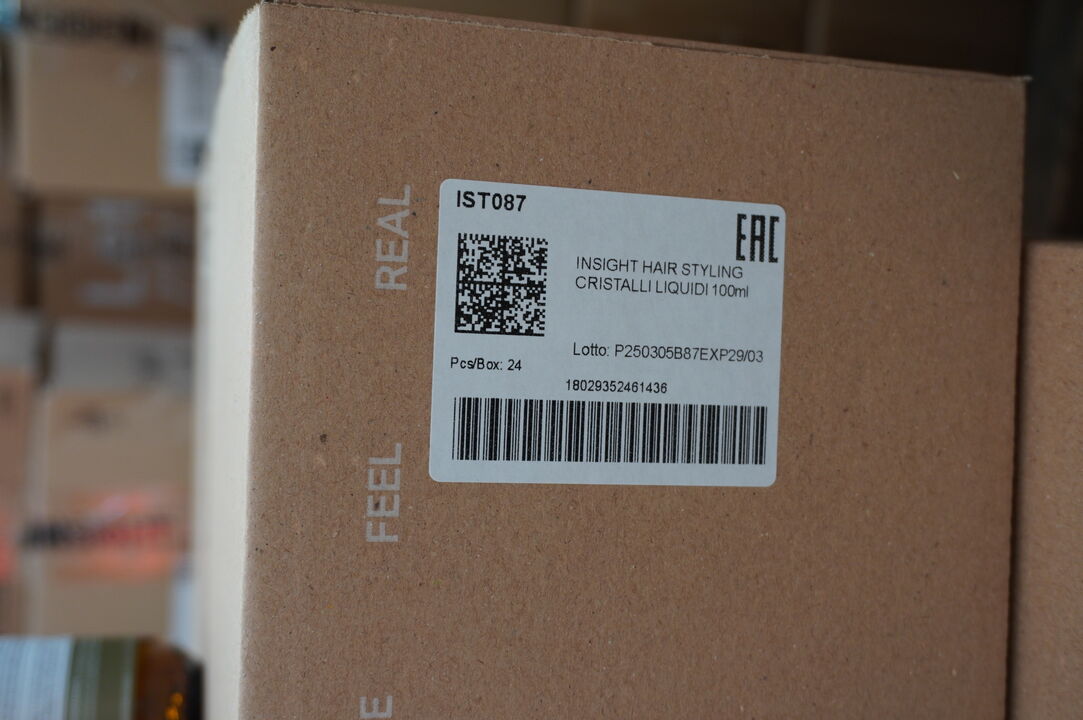 IST087
EAC
INSIGHT HAIR STYLING
CRISTALLI LIQUIDI 100ml
Lotto: P250305B87EXP29/03
Pcs/Box: 24
18029352461436
REAL
FEEL